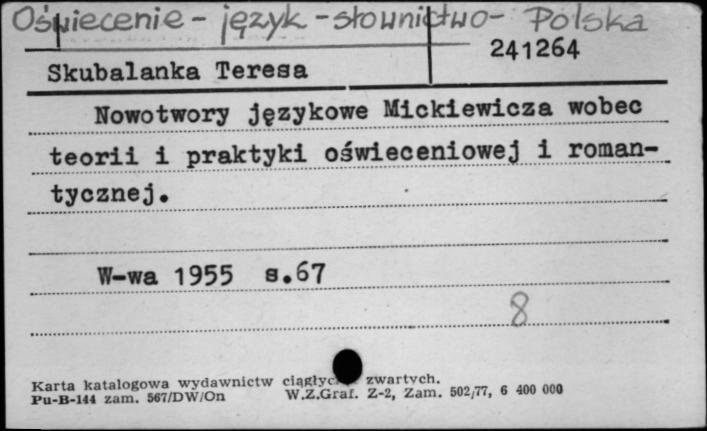 Oświecenie - język - słownictwo - Polska
241264
Skubalanka Teresa
Nowotwory językowe Mickiewicza wobec
teorii i praktyki oświeceniowej i roman-
tycznej.
W-wa 1955 s.67
8
Karta katalogowa wydawnictw zwartych.
Pu-B-144 zam. 567/DW/On W.Z.Graf. Z-2, Zam. 502/77, 6 400 000